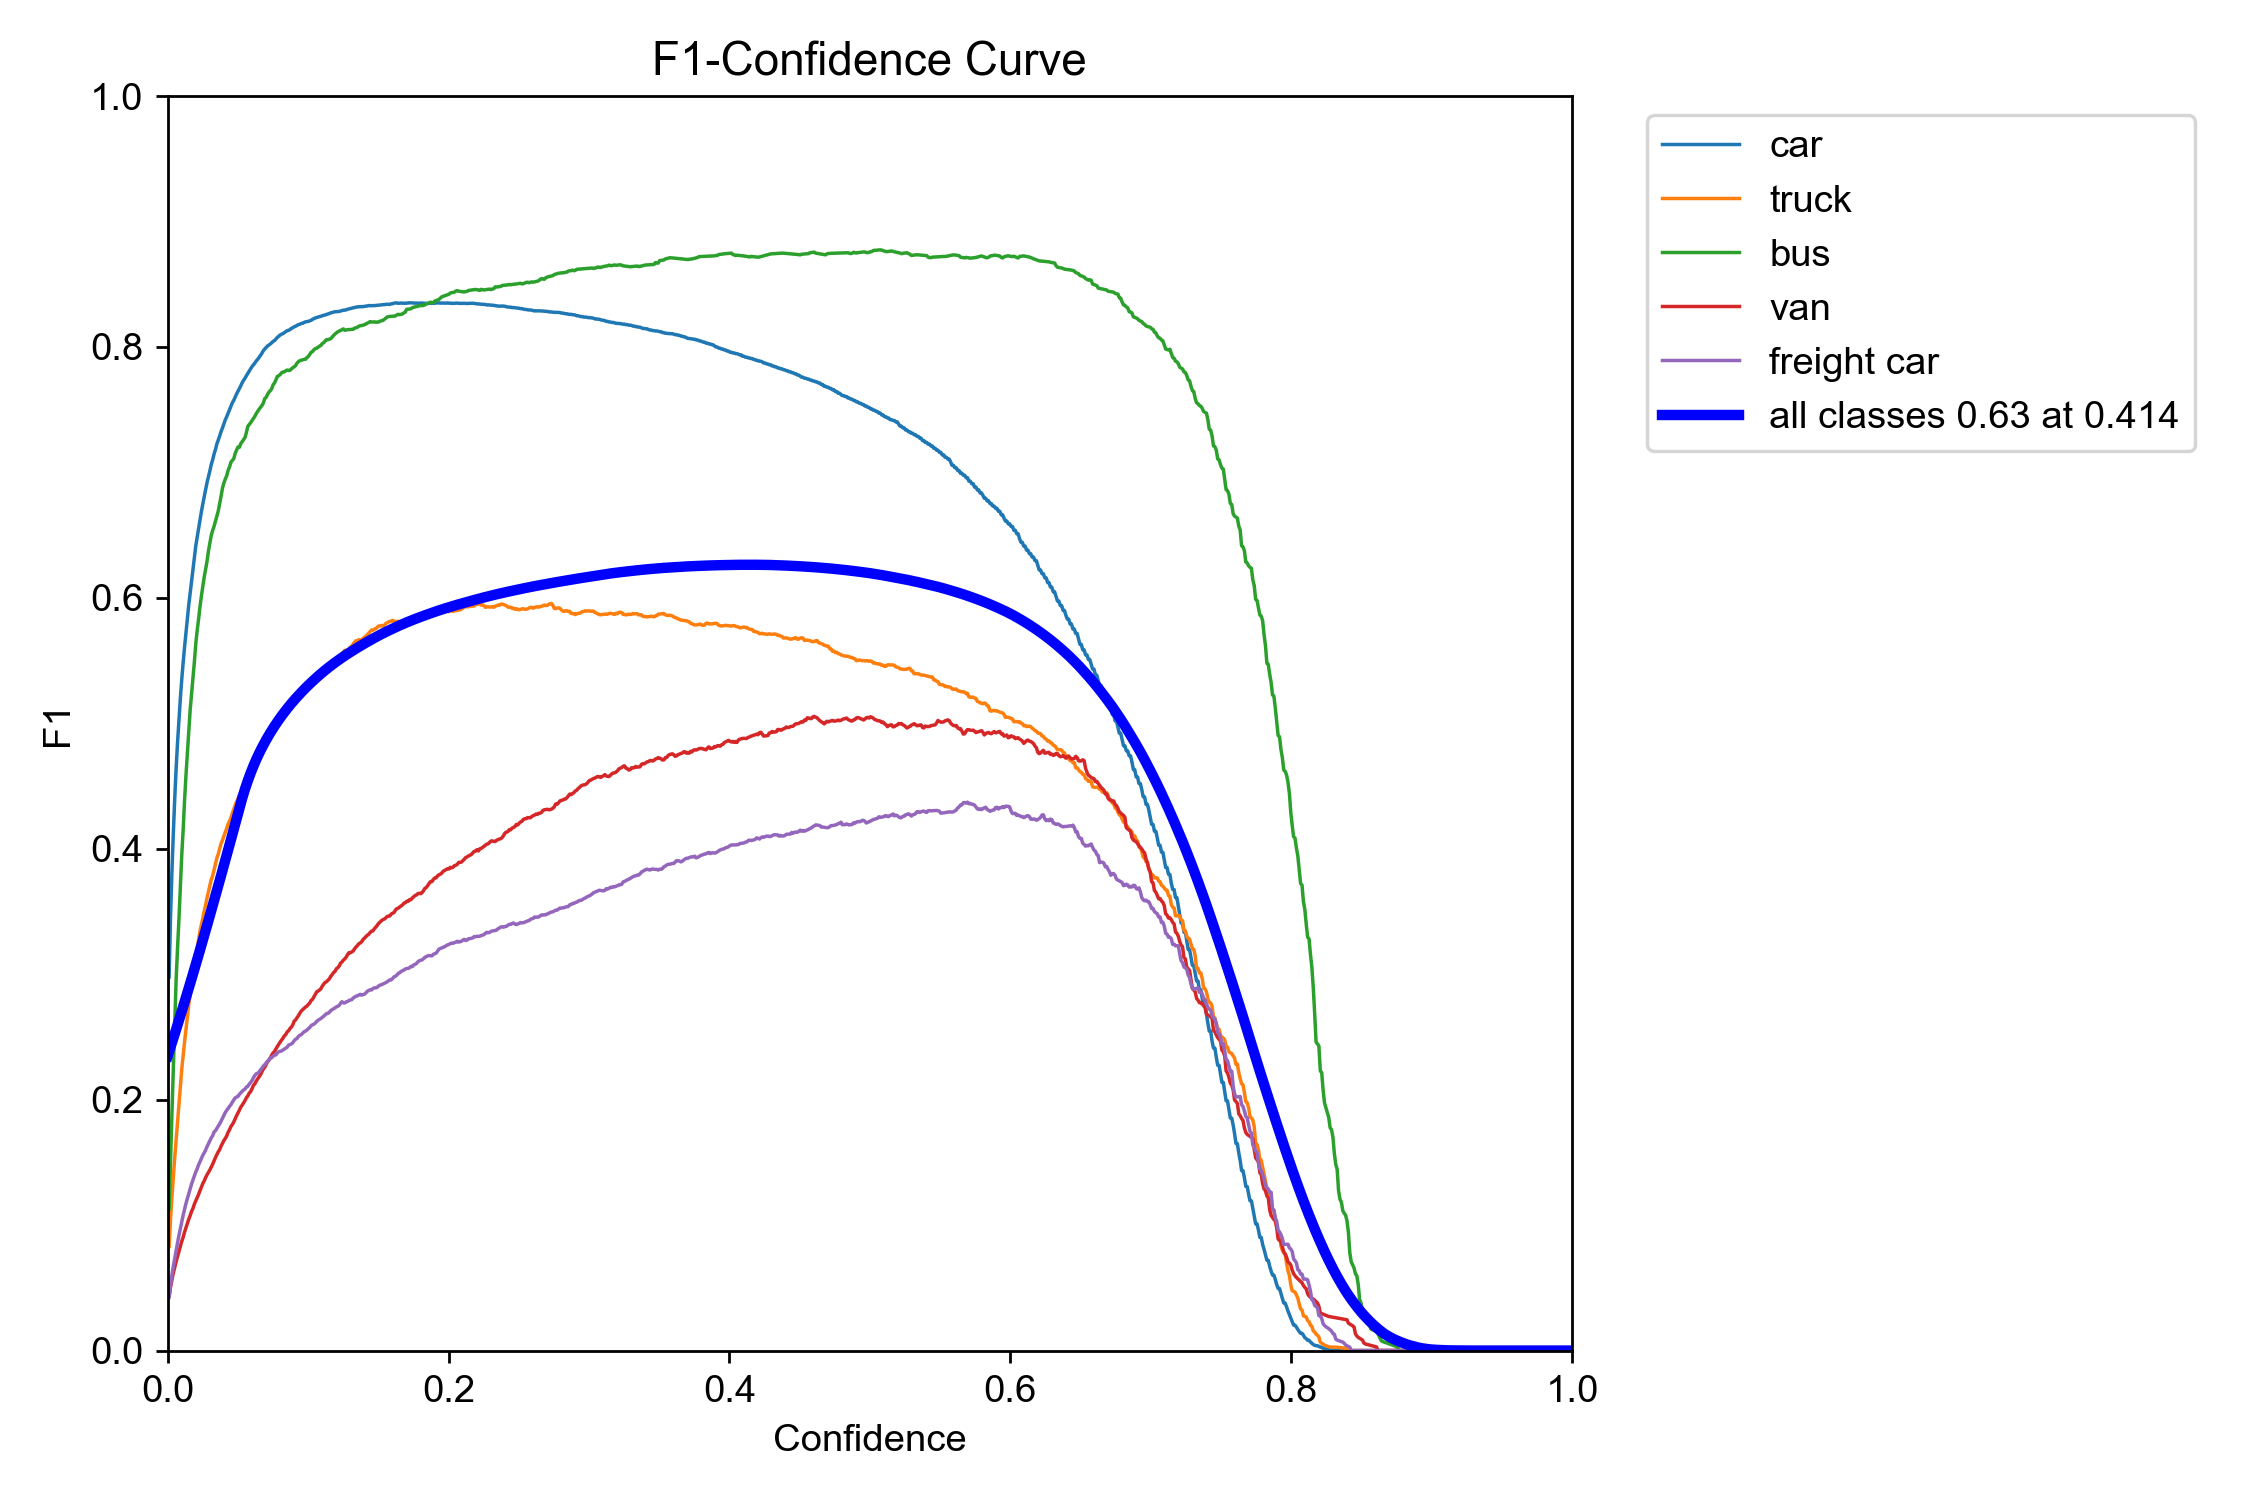 F1-Confidence Curve
1.0
0.8
0.6
0.4
0.2
0.0
F1
0.0 0.2 0.4 0.6 0.8 1.0
Confidence
car
truck
bus
van
freight car
all classes 0.63 at 0.414